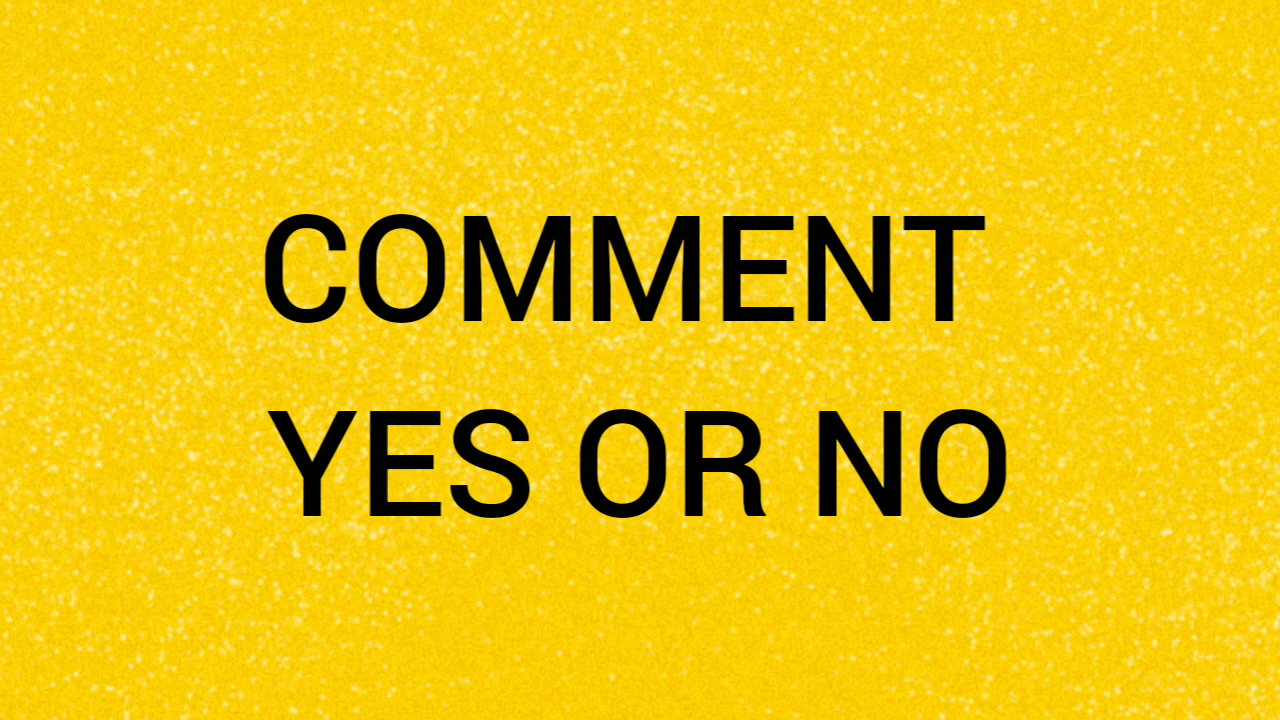 COMMENT
YES OR NO